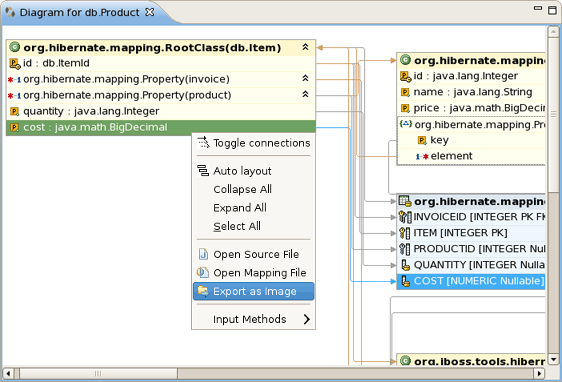 Diagram for db.Product
org.hibernate.mapping.RootClass(db.Item)
id : db.ItemId
org.hibernate.mapping.Property(invoice)
org.hibernate.mapping.Property(product)
quantity : java.lang.Integer
cost : java.math.BigDecimal
Toggle connections
Auto layout
Collapse All
Expand All
Select All
Open Source File
Open Mapping File
Export as Image
Input Methods
org.hibernate.mappin
id : java.lang.Integer
name : java.lang.String
price : java.math.BigDecim
org.hibernate.mapping.Pr
key
element
org.hibernate.mapping
INVOICEID [INTEGER PK FK
ITEM [INTEGER PK]
PRODUCTID [INTEGER Nul
QUANTITY [INTEGER Nulla
COST [NUMERIC Nullable]
org.jboss.tools.hibern